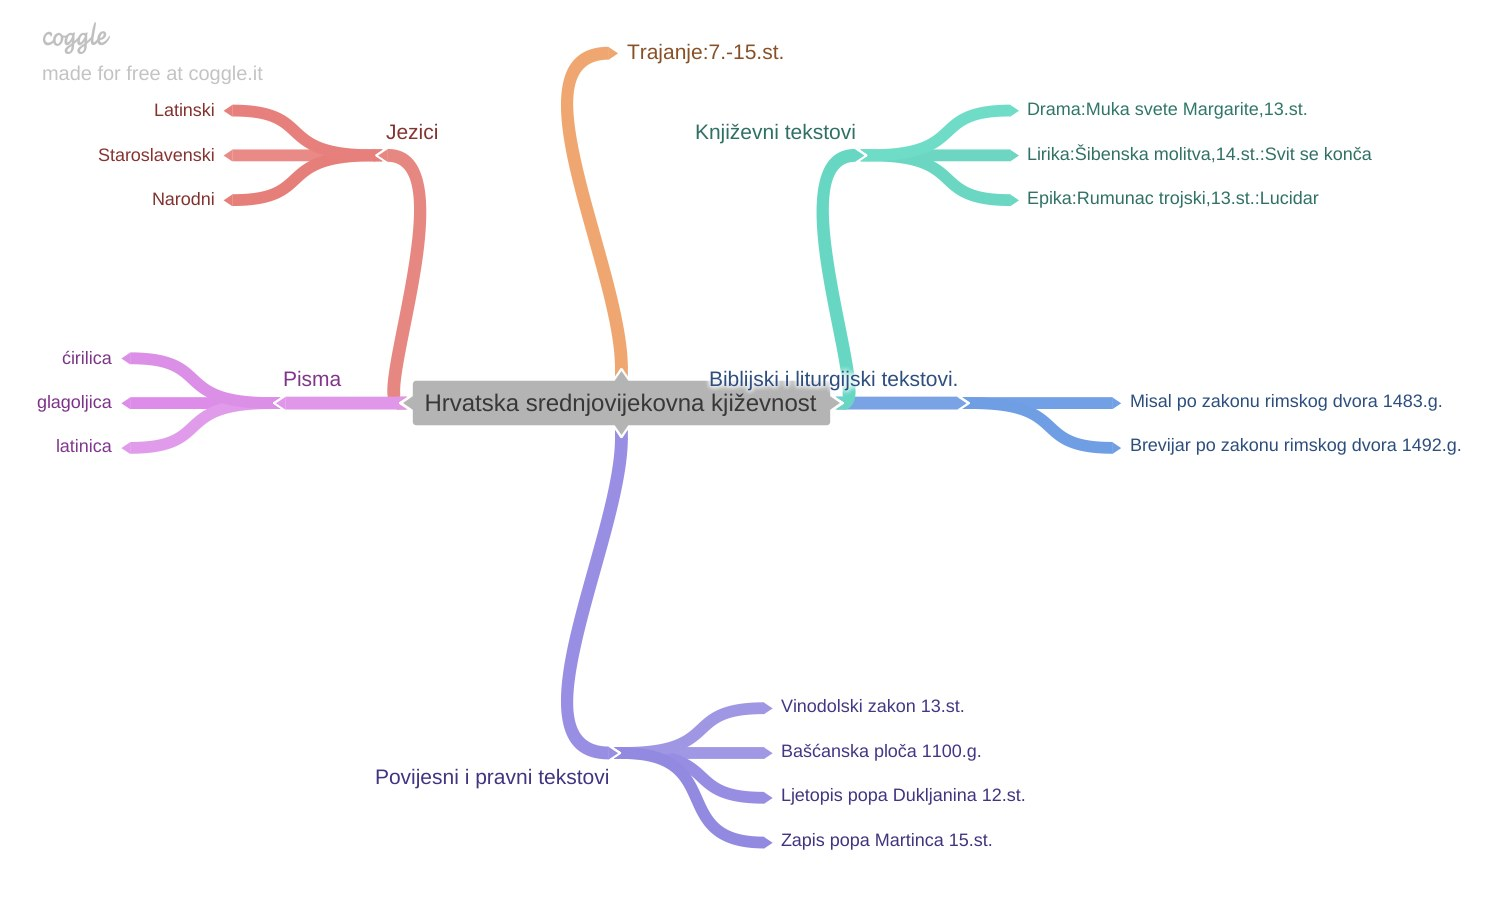 coggle
made for free at coggle.it
Trajanje:7.-15.st.
Jezici
Latinski
Staroslavenski
Narodni
Književni tekstovi
Drama:Muka svete Margarite,13.st.
Lirika:Šibenska molitva,14.st.:Svit se konča
Epika:Rumunac trojski,13.st.:Lucidar
Pisma
ćirilica
glagoljica
latinica
Hrvatska srednjovijekovna kjiževnost
Biblijski i liturgijski tekstovi.
Misal po zakonu rimskog dvora 1483.g.
Brevijar po zakonu rimskog dvora 1492.g.
Povijesni i pravni tekstovi
Vinodolski zakon 13.st.
Bašćanska ploča 1100.g.
Ljetopis popa Dukljanina 12.st.
Zapis popa Martinca 15.st.